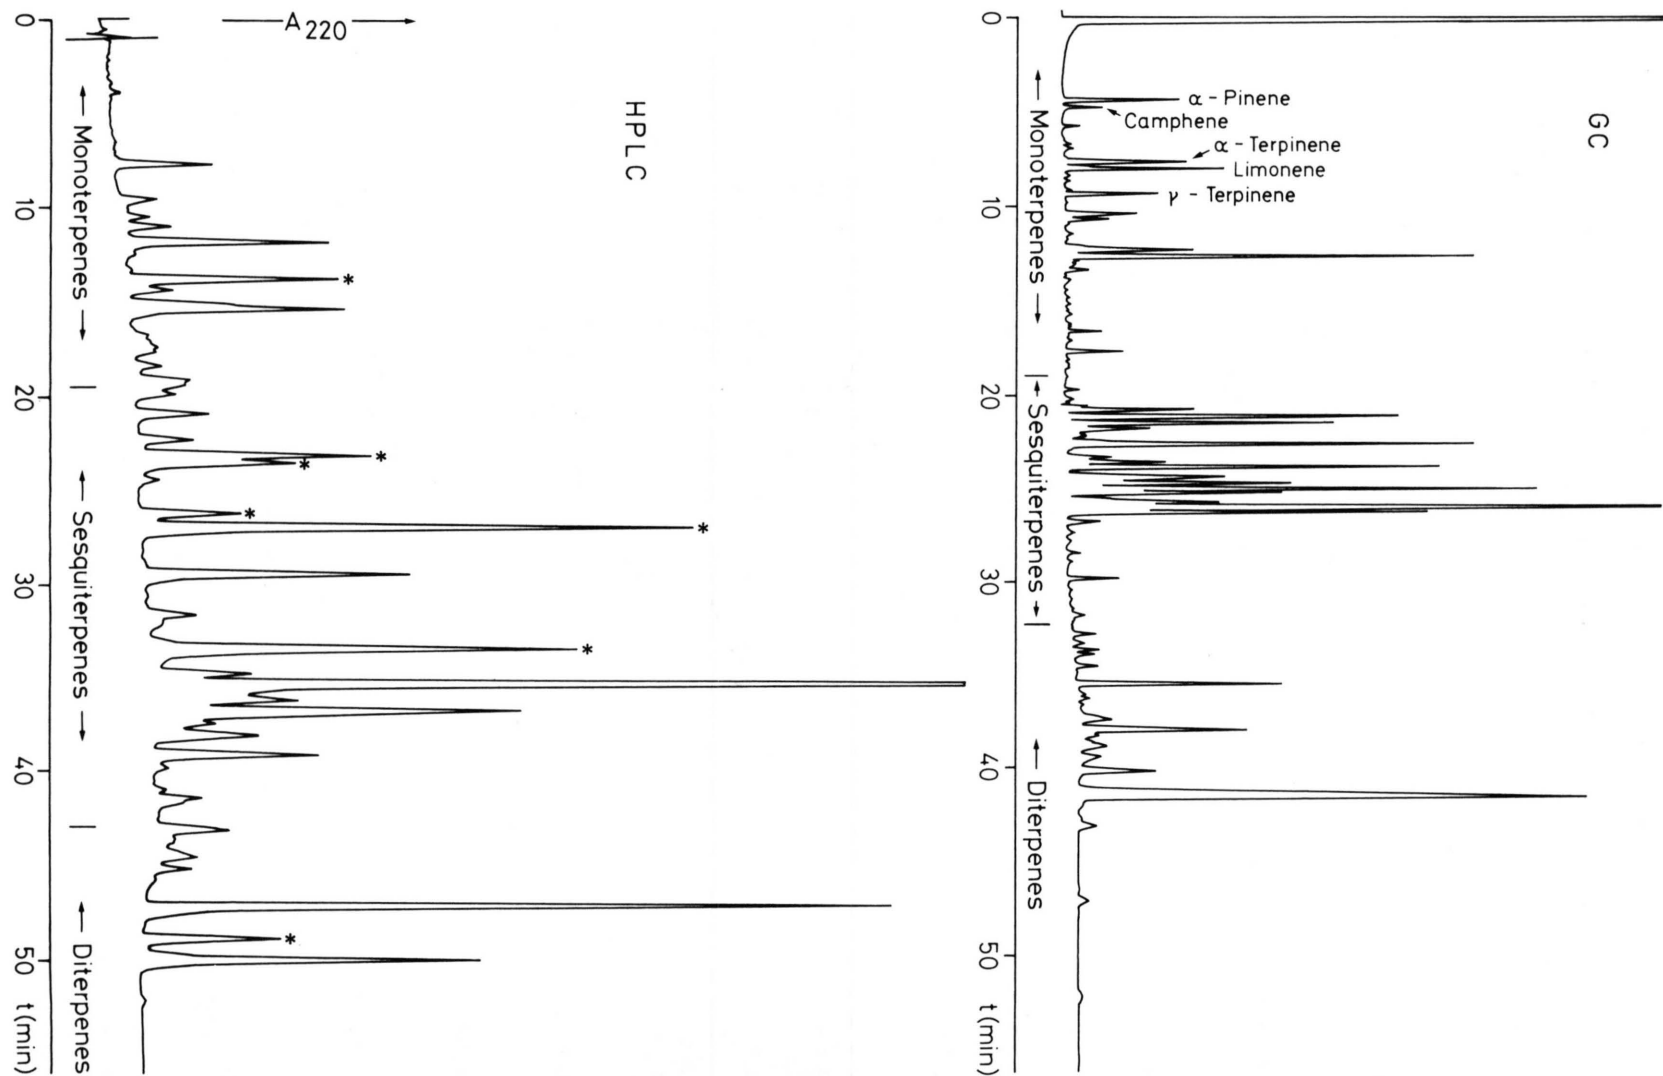 A 220
HPLC
0
10
20
30
40
50
t (min)
← Monoterpenes →
← Sesquiterpenes →
← Diterpenes
*
*
*
*
*
*
*
GC
α - Pinene
Camphene
α - Terpinene
Limonene
γ - Terpinene
0
10
20
30
40
50
t (min)
← Monoterpenes →
← Sesquiterpenes →
← Diterpenes